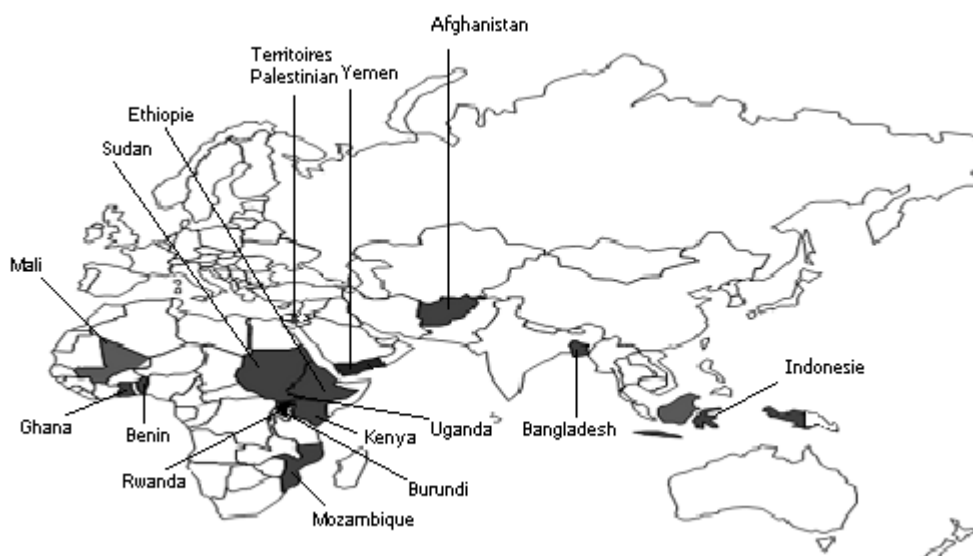 Afghanistan
Territoires
Palestinian
Yemen
Ethiopie
Sudan
Mali
Indonesie
Ghana
Benin
Kenya
Uganda
Bangladesh
Rwanda
Burundi
Mozambique